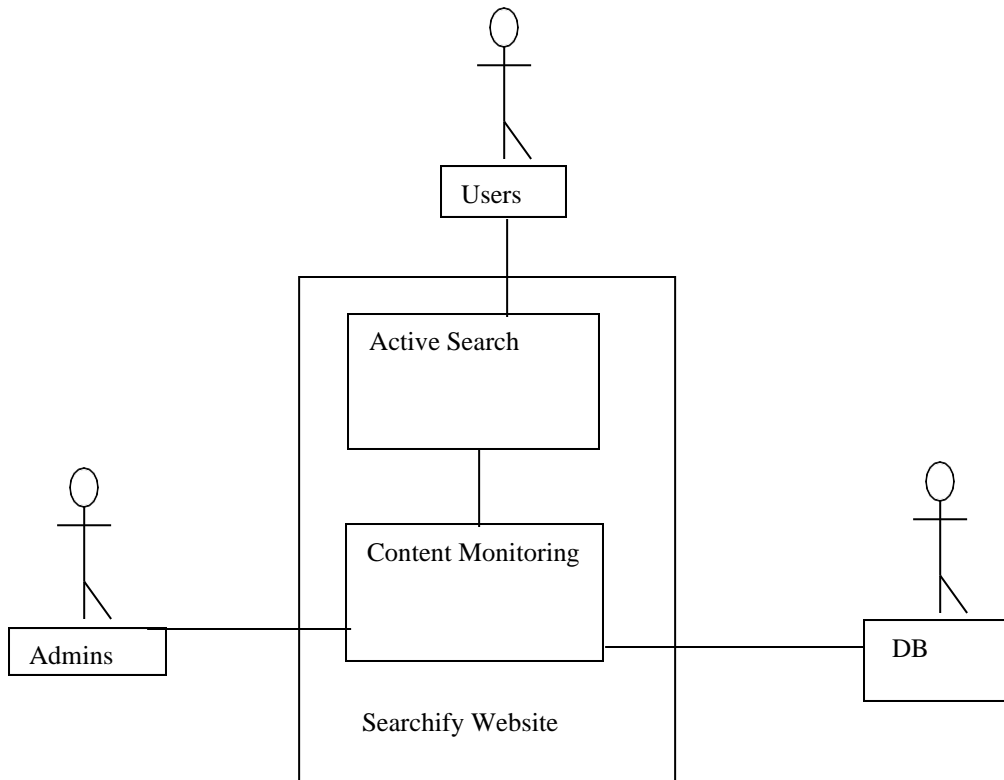 Users
Active Search
Content Monitoring
Admins
DB
Searchify Website